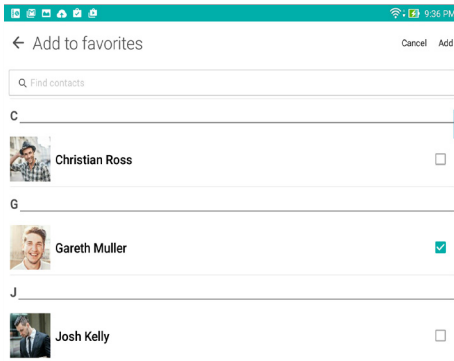 9:36 PM
Add to favorites
Cancel Add
Find contacts
C
Christian Ross
G
Gareth Muller
J
Josh Kelly